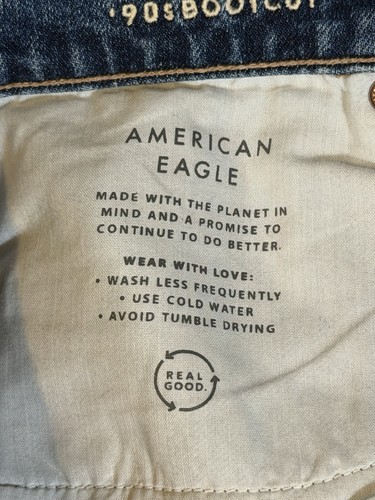 '90s BOOTCUT
AMERICAN
EAGLE
MADE WITH THE PLANET IN
MIND AND A PROMISE TO
CONTINUE TO DO BETTER.
WEAR WITH LOVE:
• WASH LESS FREQUENTLY
• USE COLD WATER
• AVOID TUMBLE DRYING
REAL
GOOD.